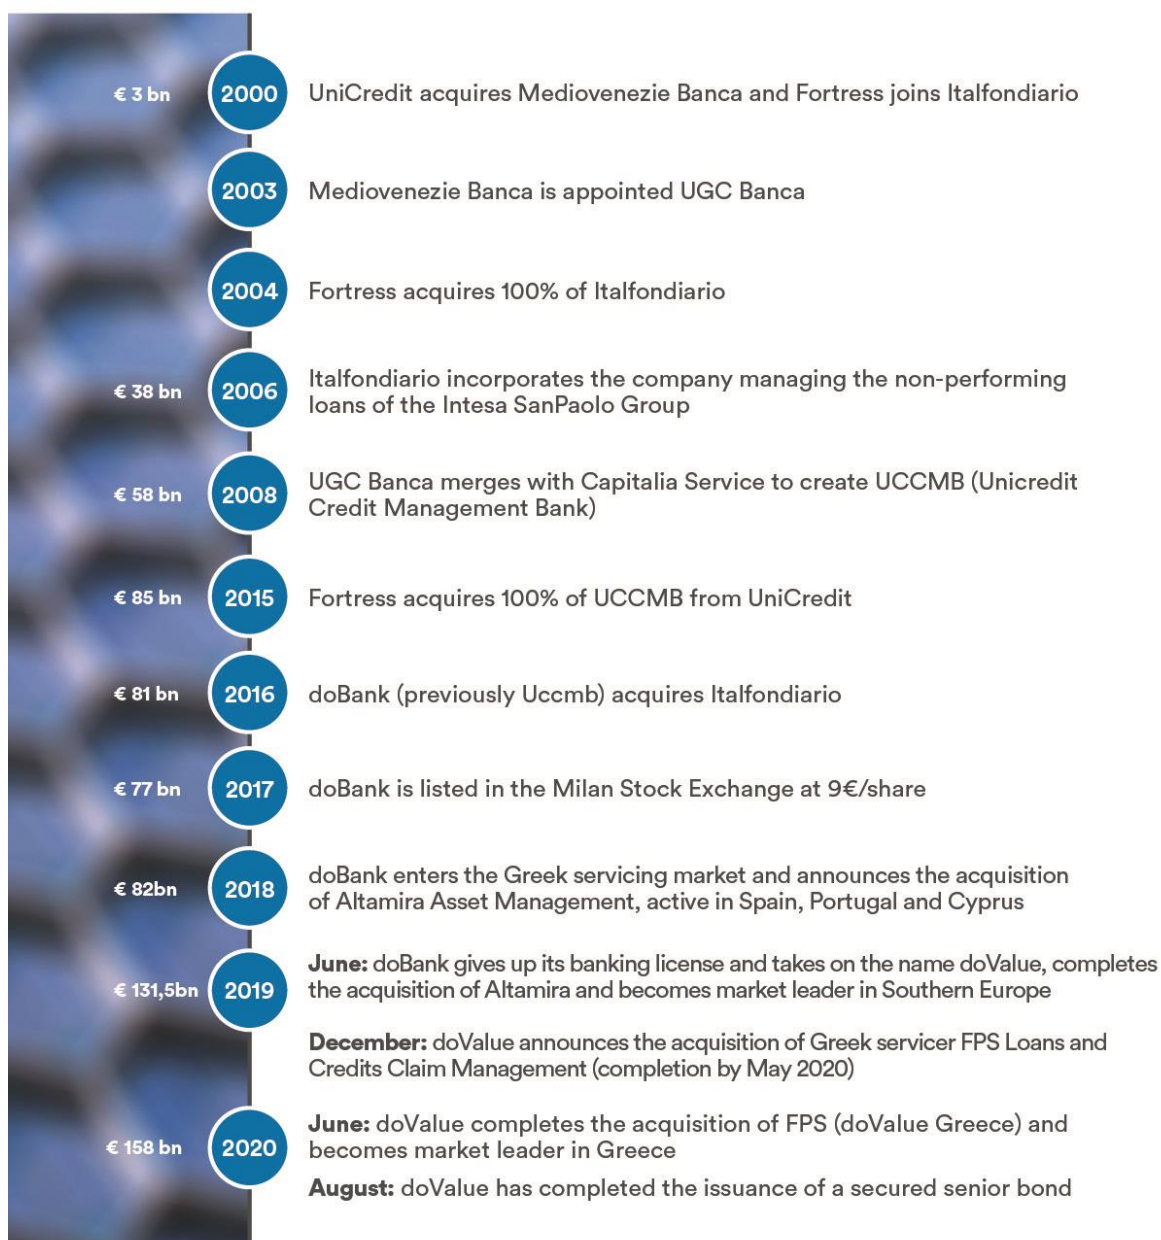 € 3 bn
2000
UniCredit acquires Mediovenezie Banca and Fortress joins Italfondiario
2003
Mediovenezie Banca is appointed UGC Banca
2004
Fortress acquires 100% of Italfondiario
€ 38 bn
2006
Italfondiario incorporates the company managing the non-performing
loans of the Intesa SanPaolo Group
€ 58 bn
2008
UGC Banca merges with Capitalia Service to create UCCMB (Unicredit
Credit Management Bank)
€ 85 bn
2015
Fortress acquires 100% of UCCMB from UniCredit
€ 81 bn
2016
doBank (previously Uccmb) acquires Italfondiario
€ 77 bn
2017
doBank is listed in the Milan Stock Exchange at 9€/share
€ 82bn
2018
doBank enters the Greek servicing market and announces the acquisition
of Altamira Asset Management, active in Spain, Portugal and Cyprus
€ 131,5bn
2019
June: doBank gives up its banking license and takes on the name doValue, completes
the acquisition of Altamira and becomes market leader in Southern Europe
December: doValue announces the acquisition of Greek servicer FPS Loans and
Credits Claim Management (completion by May 2020)
€ 158 bn
2020
June: doValue completes the acquisition of FPS (doValue Greece) and
becomes market leader in Greece
August: doValue has completed the issuance of a secured senior bond